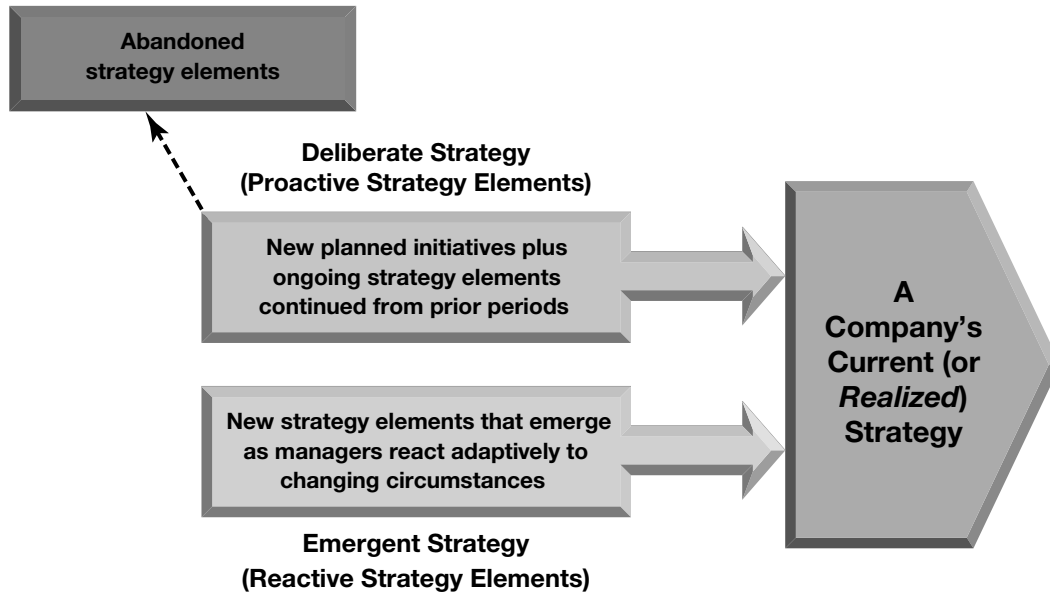 Abandoned
strategy elements
Deliberate Strategy
(Proactive Strategy Elements)
New planned initiatives plus
ongoing strategy elements
continued from prior periods
New strategy elements that emerge
as managers react adaptively to
changing circumstances
Emergent Strategy
(Reactive Strategy Elements)
A
Company’s
Current (or
Realized)
Strategy